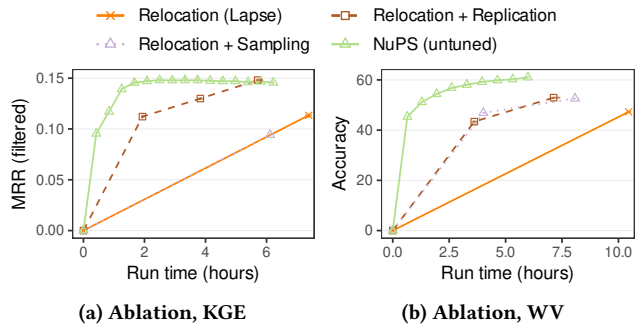 Relocation (Lapse) Relocation + Replication
Relocation + Sampling NuPS (untuned)
MRR (filtered)
0.15
0.10
0.05
0.00
0 2 4 6
Run time (hours)
(a) Ablation, KGE
Accuracy
60
40
20
0
0.0 2.5 5.0 7.5 10.0
Run time (hours)
(b) Ablation, WV